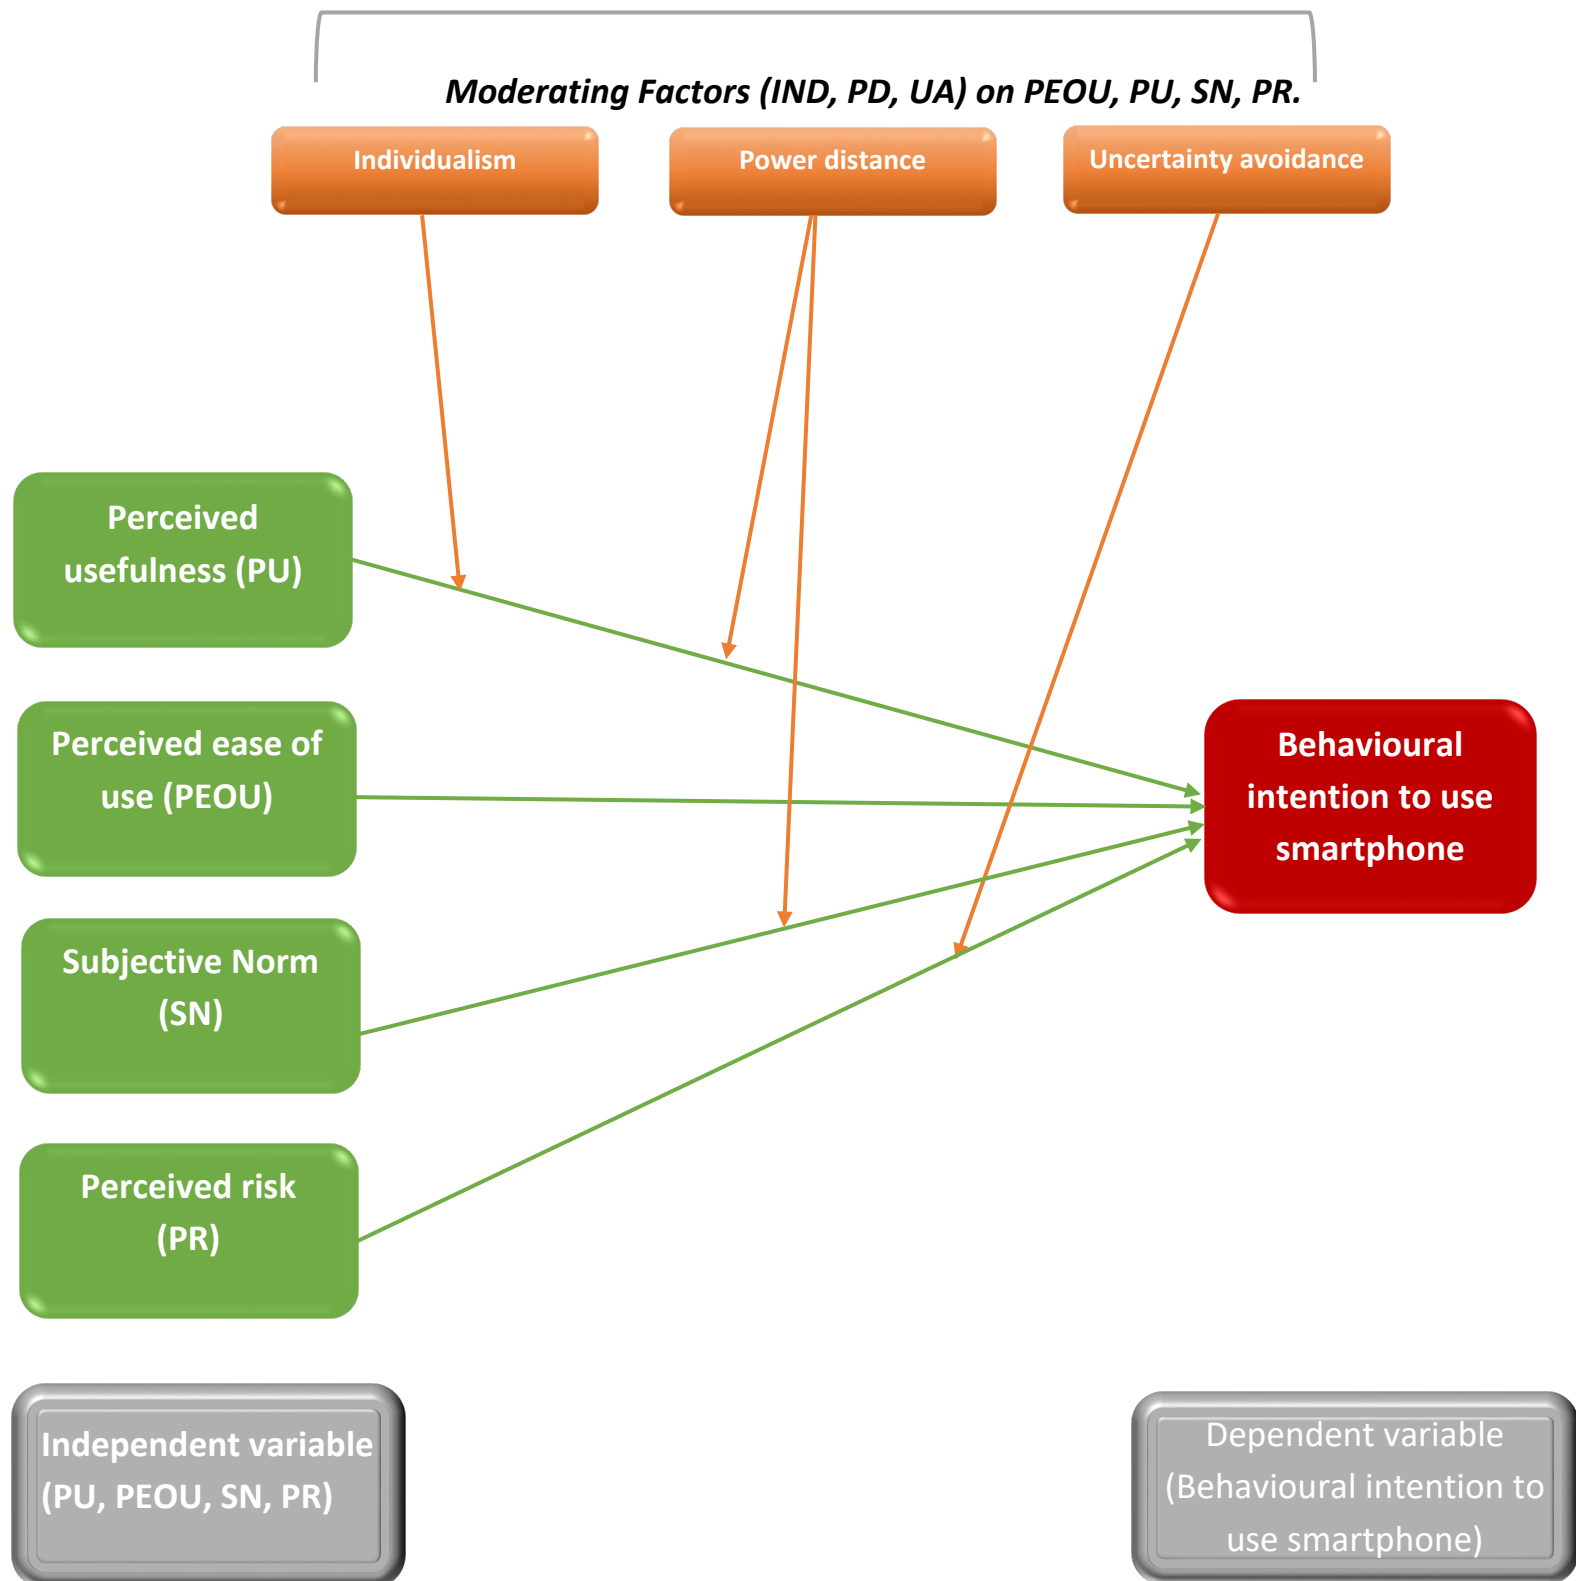 Moderating Factors (IND, PD, UA) on PEOU, PU, SN, PR.
Individualism
Power distance
Uncertainty avoidance
Perceived
usefulness (PU)
Perceived ease of
use (PEOU)
Subjective Norm
(SN)
Perceived risk
(PR)
Behavioural
intention to use
smartphone
Independent variable
(PU, PEOU, SN, PR)
Dependent variable
(Behavioural intention to
use smartphone)